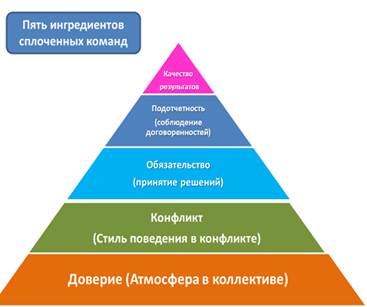 Пять ингредиентов
сплоченных команд
Качество
результатов
Подотчетность
(соблюдение
договоренностей)
Обязательство
(принятие решений)
Конфликт
(Стиль поведения в конфликте)
Доверие (Атмосфера в коллективе)